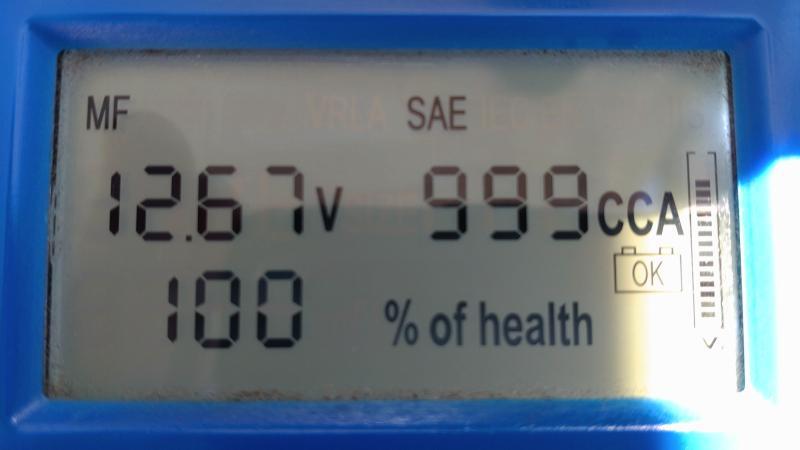 MF VRLA SAE
12.67V 999CCA
OK
100 % of health